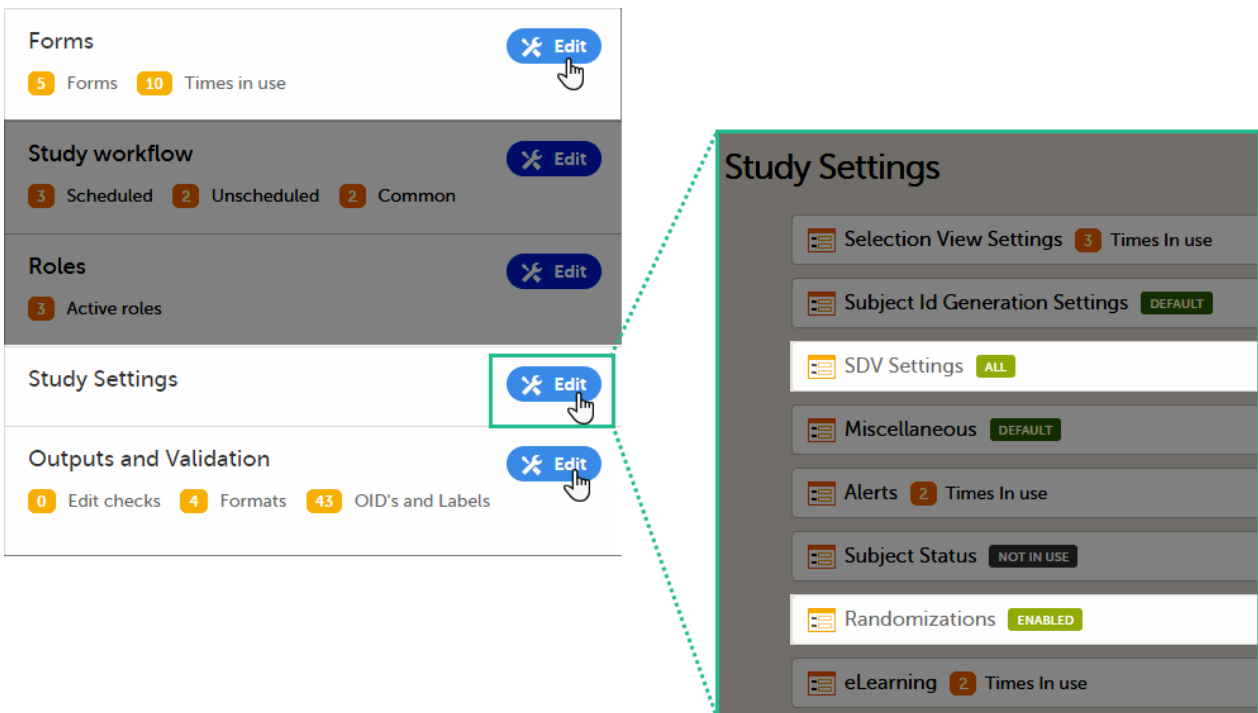 Forms
Edit
5 Forms 10 Times in use
Study workflow
Edit
3 Scheduled 2 Unscheduled 2 Common
Roles
Edit
3 Active roles
Study Settings
Edit
Outputs and Validation
Edit
0 Edit checks 4 Formats 43 OID's and Labels
Study Settings
Selection View Settings 3 Times In use
Subject Id Generation Settings DEFAULT
SDV Settings ALL
Miscellaneous DEFAULT
Alerts 2 Times In use
Subject Status NOT IN USE
Randomizations ENABLED
eLearning 2 Times In use